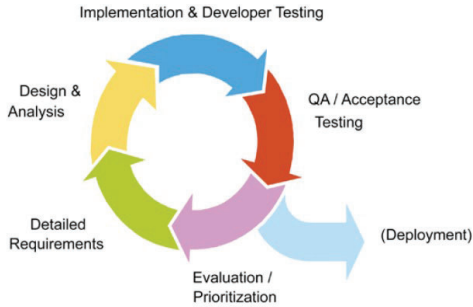 Implementation & Developer Testing
Design &
Analysis
QA / Acceptance
Testing
Detailed
Requirements
(Deployment)
Evaluation /
Prioritization